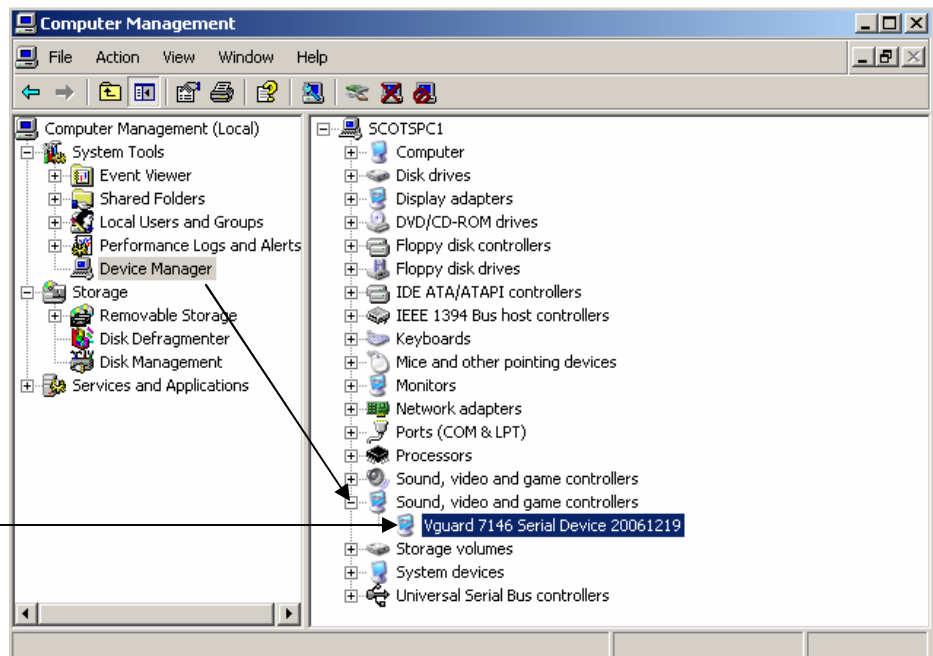 Computer Management
File Action View Window Help
Computer Management (Local)
System Tools
Event Viewer
Shared Folders
Local Users and Groups
Performance Logs and Alerts
Device Manager
Storage
Removable Storage
Disk Defragmenter
Disk Management
Services and Applications
SCOTSPC1
Computer
Disk drives
Display adapters
DVD/CD-ROM drives
Floppy disk controllers
Floppy disk drives
IDE ATA/ATAPI controllers
IEEE 1394 Bus host controllers
Keyboards
Mice and other pointing devices
Monitors
Network adapters
Ports (COM & LPT)
Processors
Sound, video and game controllers
Sound, video and game controllers
Vguard 7146 Serial Device 20061219
Storage volumes
System devices
Universal Serial Bus controllers